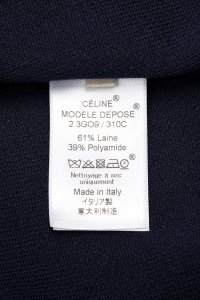 CÉLINE®
MODELE DEPOSE®
2 3GO9 / 310C
61% Laine
39% Polyamide
Nettoyage à sec
uniquement
Made in Italy
イタリア製
意大利制造